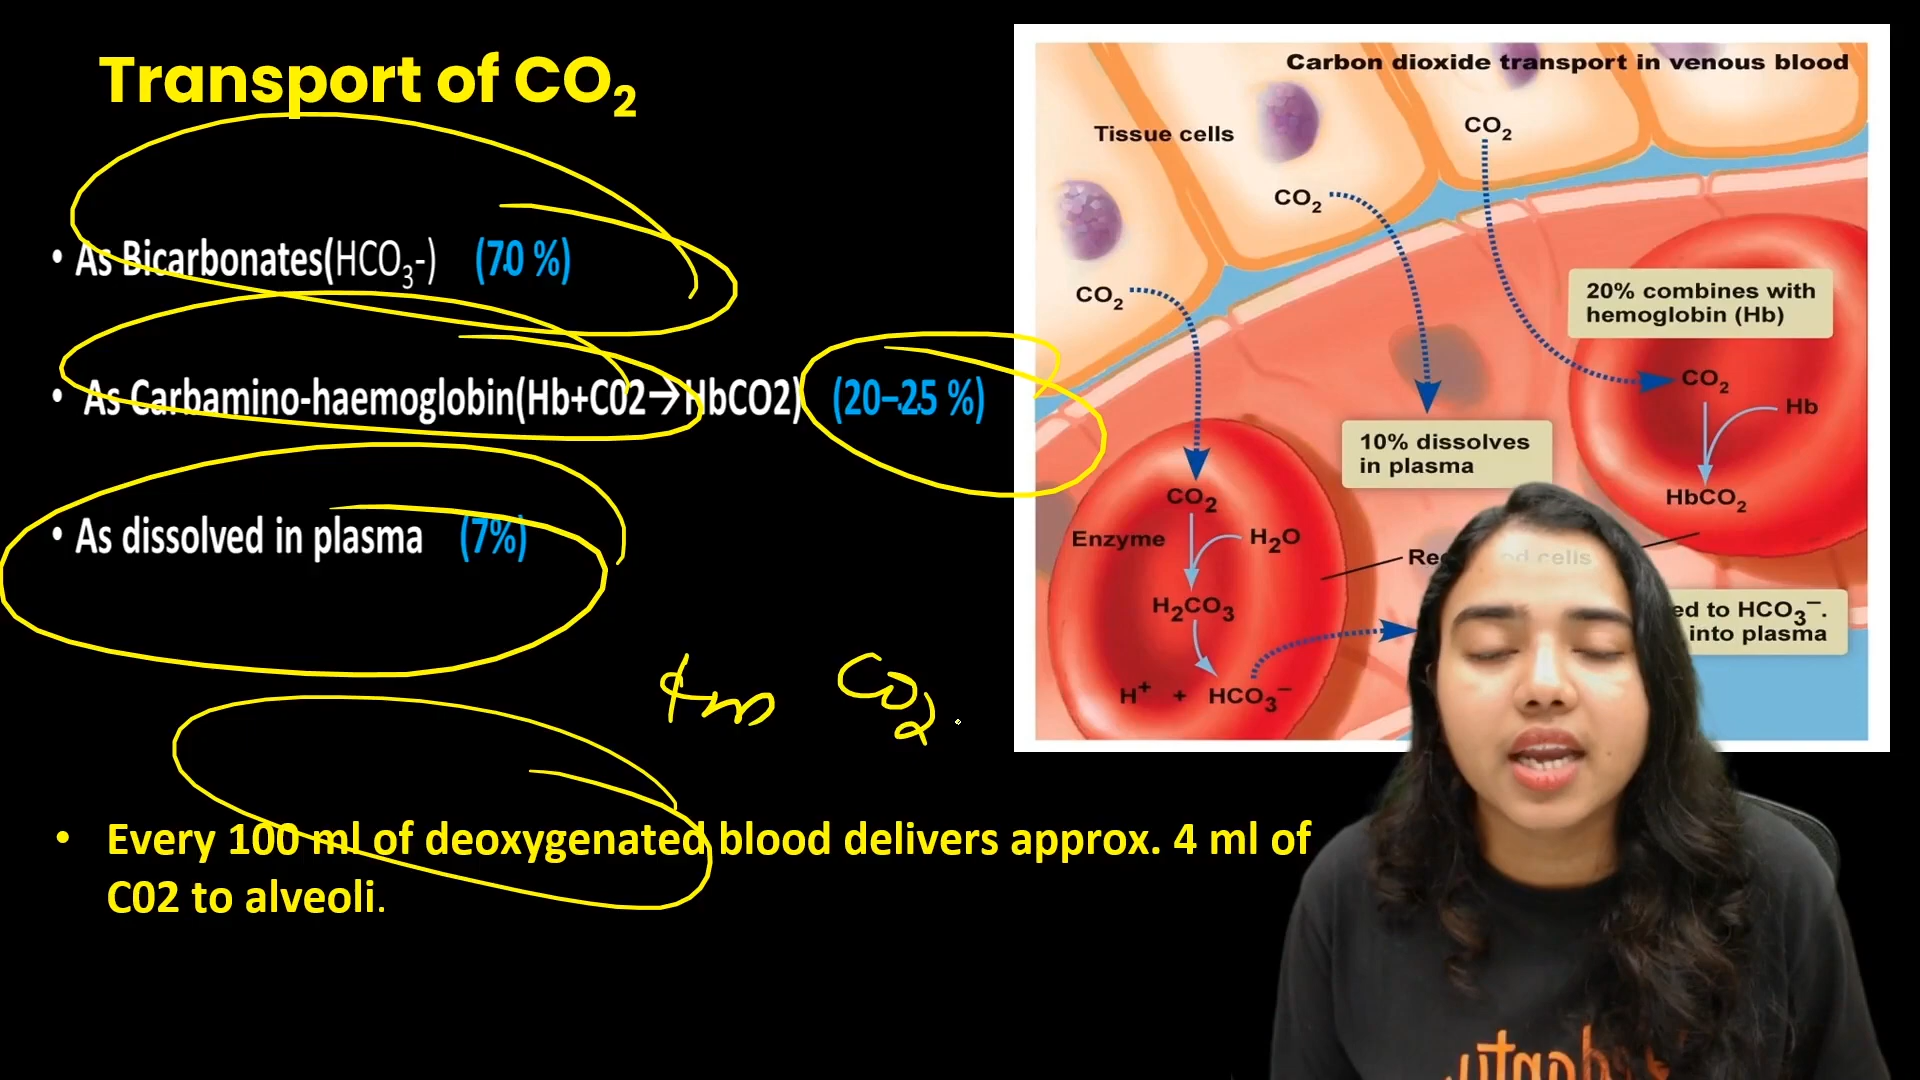 Transport of CO₂
• As Bicarbonates(HCO₃-) (70 %)
• As Carbamino-haemoglobin(Hb+C02→HbCO2) (20–25 %)
• As dissolved in plasma (7%)
CO₂
• Every 100 ml of deoxygenated blood delivers approx. 4 ml of
C02 to alveoli.
Carbon dioxide transport in venous blood
Tissue cells
CO₂
CO₂
CO₂
20% combines with
hemoglobin (Hb)
CO₂
Hb
HbCO₂
10% dissolves
in plasma
CO₂
Enzyme
H₂O
H₂CO₃
H⁺ + HCO₃⁻
cells
to HCO₃⁻.
into plasma